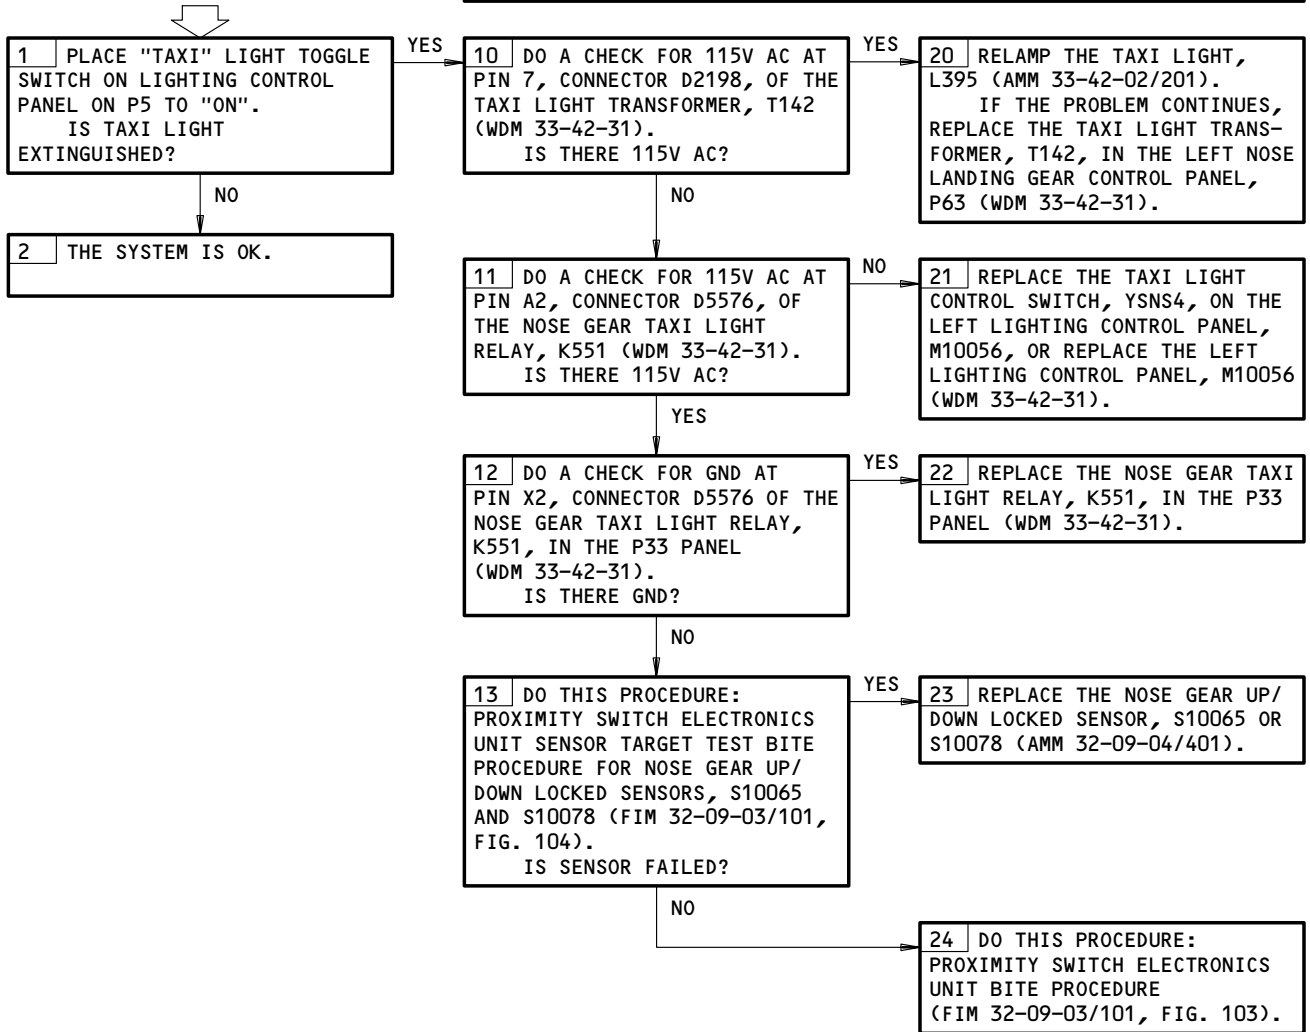 1 PLACE "TAXI" LIGHT TOGGLE
SWITCH ON LIGHTING CONTROL
PANEL ON P5 TO "ON".
IS TAXI LIGHT
EXTINGUISHED?
YES
NO
2 THE SYSTEM IS OK.
10 DO A CHECK FOR 115V AC AT
PIN 7, CONNECTOR D2198, OF THE
TAXI LIGHT TRANSFORMER, T142
(WDM 33-42-31).
IS THERE 115V AC?
YES
NO
20 RELAMP THE TAXI LIGHT,
L395 (AMM 33-42-02/201).
IF THE PROBLEM CONTINUES,
REPLACE THE TAXI LIGHT TRANS-
FORMER, T142, IN THE LEFT NOSE
LANDING GEAR CONTROL PANEL,
P63 (WDM 33-42-31).
11 DO A CHECK FOR 115V AC AT
PIN A2, CONNECTOR D5576, OF
THE NOSE GEAR TAXI LIGHT
RELAY, K551 (WDM 33-42-31).
IS THERE 115V AC?
NO
YES
21 REPLACE THE TAXI LIGHT
CONTROL SWITCH, YSNS4, ON THE
LEFT LIGHTING CONTROL PANEL,
M10056, OR REPLACE THE LEFT
LIGHTING CONTROL PANEL, M10056
(WDM 33-42-31).
12 DO A CHECK FOR GND AT
PIN X2, CONNECTOR D5576 OF THE
NOSE GEAR TAXI LIGHT RELAY,
K551, IN THE P33 PANEL
(WDM 33-42-31).
IS THERE GND?
YES
NO
22 REPLACE THE NOSE GEAR TAXI
LIGHT RELAY, K551, IN THE P33
PANEL (WDM 33-42-31).
13 DO THIS PROCEDURE:
PROXIMITY SWITCH ELECTRONICS
UNIT SENSOR TARGET TEST BITE
PROCEDURE FOR NOSE GEAR UP/
DOWN LOCKED SENSORS, S10065
AND S10078 (FIM 32-09-03/101,
FIG. 104).
IS SENSOR FAILED?
YES
NO
23 REPLACE THE NOSE GEAR UP/
DOWN LOCKED SENSOR, S10065 OR
S10078 (AMM 32-09-04/401).
24 DO THIS PROCEDURE:
PROXIMITY SWITCH ELECTRONICS
UNIT BITE PROCEDURE
(FIM 32-09-03/101, FIG. 103).